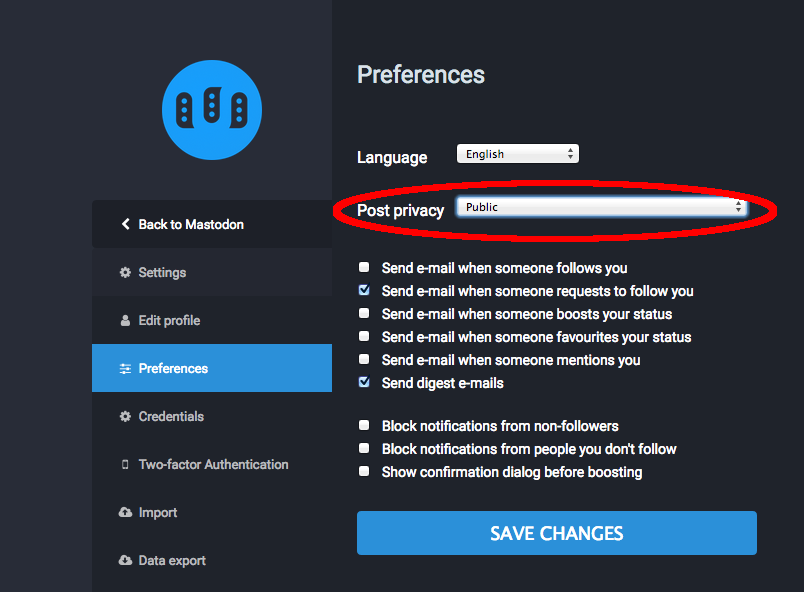 Preferences
Language English
Post privacy Public
Back to Mastodon
Settings
Edit profile
Preferences
Credentials
Two-factor Authentication
Import
Data export
Send e-mail when someone follows you
Send e-mail when someone requests to follow you
Send e-mail when someone boosts your status
Send e-mail when someone favourites your status
Send e-mail when someone mentions you
Send digest e-mails
Block notifications from non-followers
Block notifications from people you don't follow
Show confirmation dialog before boosting
SAVE CHANGES